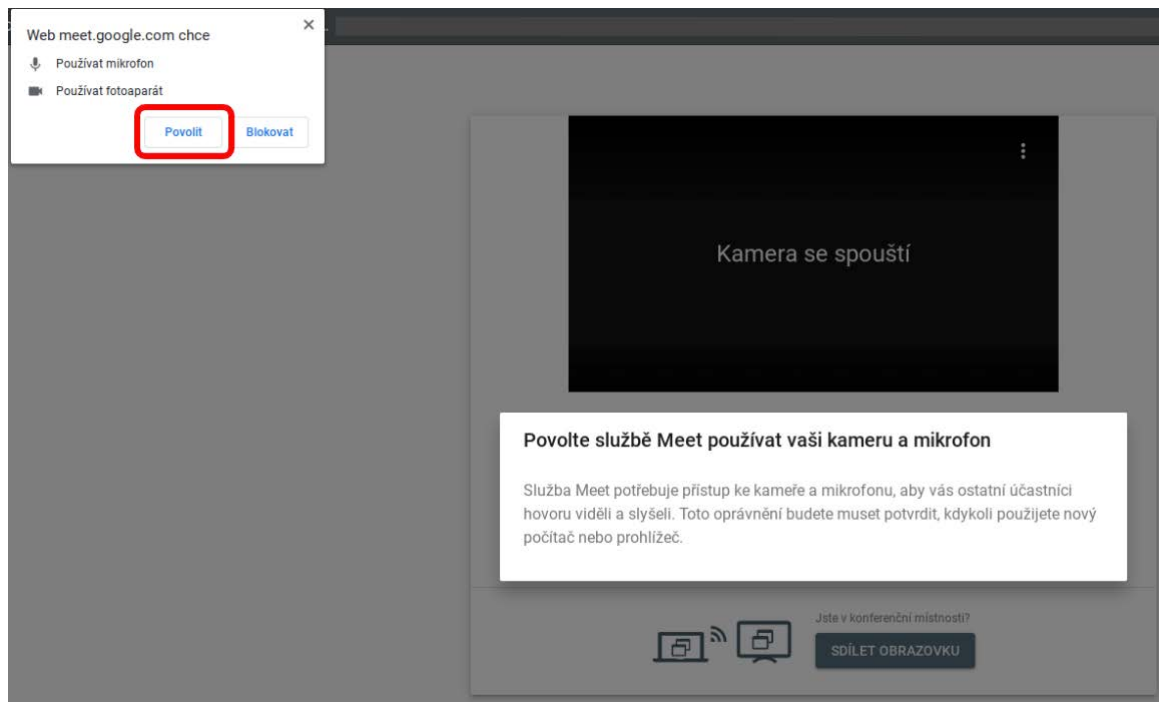 Web meet.google.com chce
Používat mikrofon
Používat fotoaparát
Povolit
Blokovat
Kamera se spouští
Povolte službě Meet používat vaši kameru a mikrofon
Služba Meet potřebuje přístup ke kameře a mikrofonu, aby vás ostatní účastníci
hovoru viděli a slyšeli. Toto oprávnění budete muset potvrdit, kdykoli použijete nový
počítač nebo prohlížeč.
Jste v konferenční místnosti?
SDÍLET OBRAZOVKU